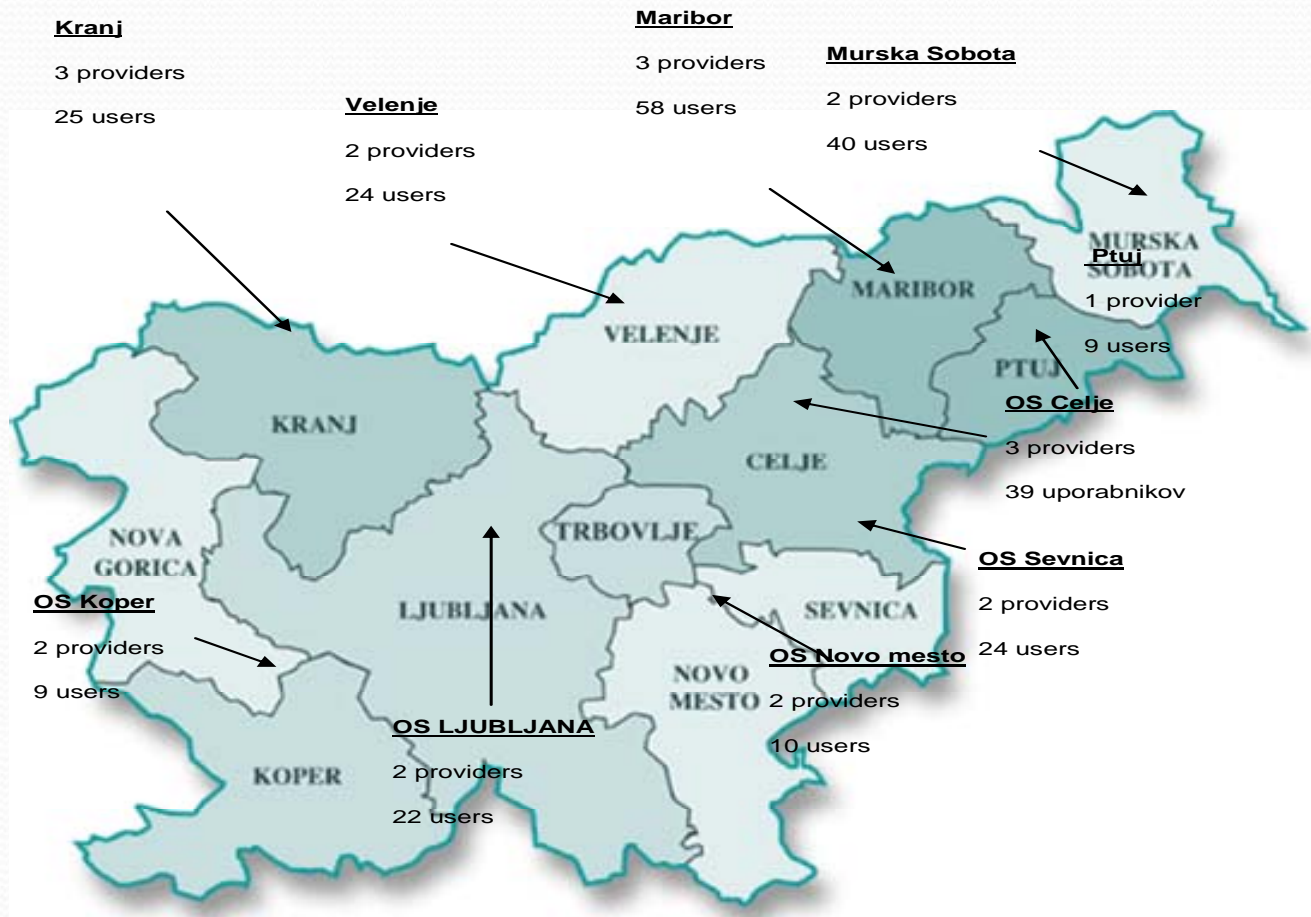 Kranj
3 providers
25 users
Velenje
2 providers
24 users
Maribor
3 providers
58 users
Murska Sobota
2 providers
40 users
MURSKA
SOBOTA
Ptuj
1 provider
9 users
MARIBOR
VELENJE
PTUJ
OS Celje
3 providers
39 uporabnikov
KRANJ
CELJE
TRBOVLJE
NOVA
GORICA
OS Sevnica
2 providers
24 users
OS Koper
2 providers
9 users
LJUBLJANA
SEVNICA
OS Novo mesto
2 providers
10 users
NOVO
MESTO
OS LJUBLJANA
2 providers
22 users
KOPER